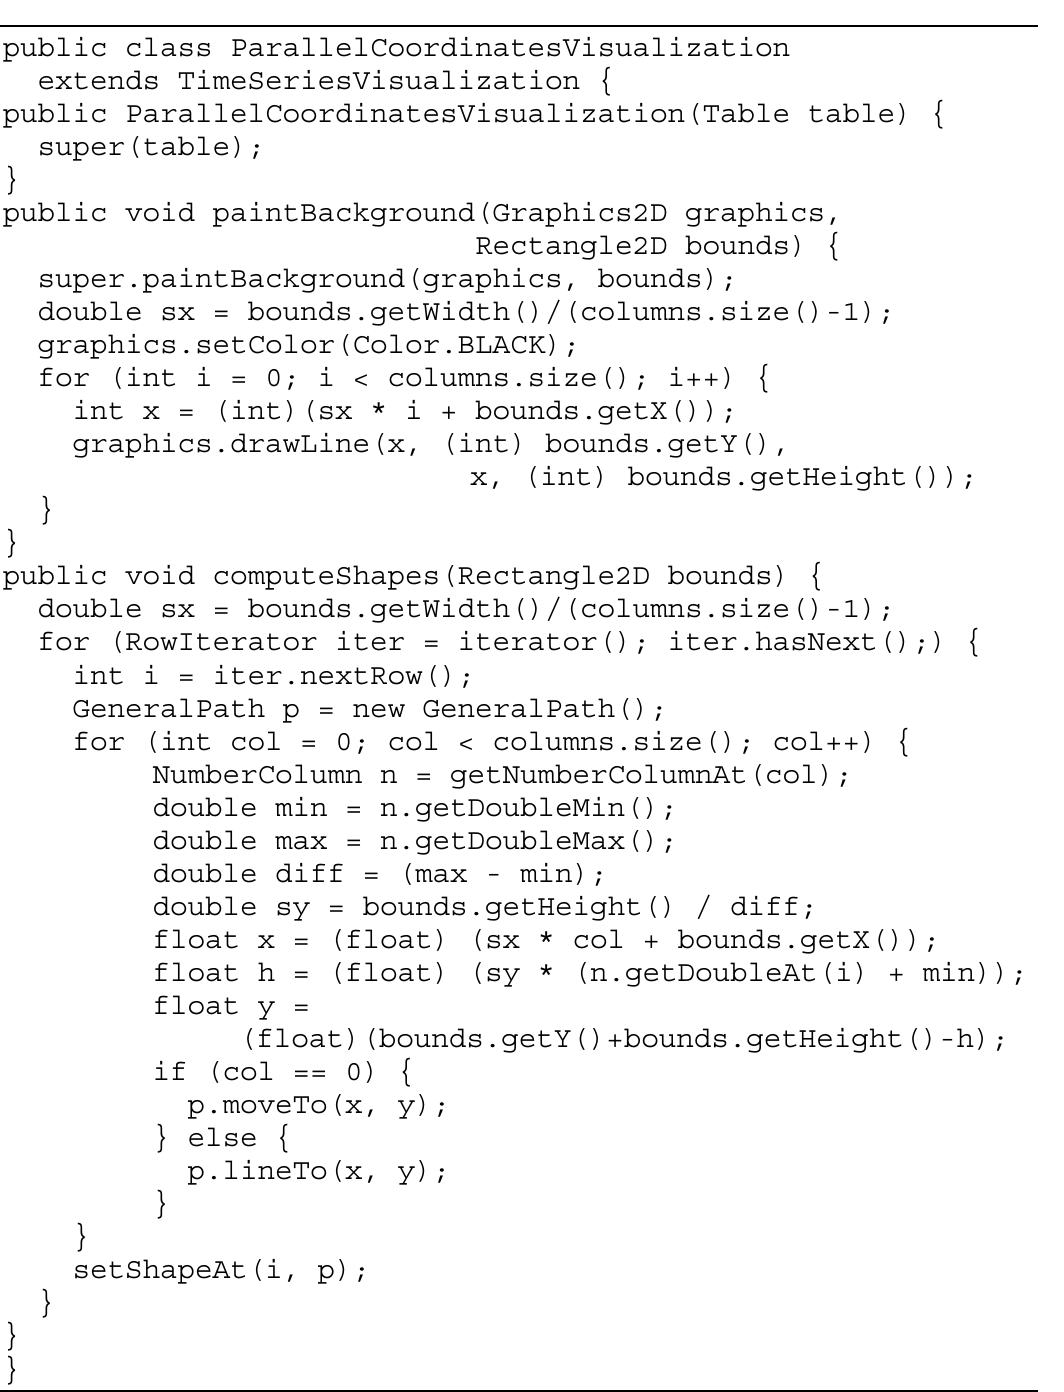 public class ParallelCoordinatesVisualization
extends TimeSeriesVisualization {
public ParallelCoordinatesVisualization(Table table) {
super(table);
}
public void paintBackground(Graphics2D graphics,
Rectangle2D bounds) {
super.paintBackground(graphics, bounds);
double sx = bounds.getWidth()/(columns.size()-1);
graphics.setColor(Color.BLACK);
for (int i = 0; i < columns.size(); i++) {
int x = (int)(sx * i + bounds.getX());
graphics.drawLine(x, (int) bounds.getY(),
x, (int) bounds.getHeight());
}
}
public void computeShapes(Rectangle2D bounds) {
double sx = bounds.getWidth()/(columns.size()-1);
for (RowIterator iter = iterator(); iter.hasNext();) {
int i = iter.nextRow();
GeneralPath p = new GeneralPath();
for (int col = 0; col < columns.size(); col++) {
NumberColumn n = getNumberColumnAt(col);
double min = n.getDoubleMin();
double max = n.getDoubleMax();
double diff = (max - min);
double sy = bounds.getHeight() / diff;
float x = (float) (sx * col + bounds.getX());
float h = (float) (sy * (n.getDoubleAt(i) + min));
float y =
(float)(bounds.getY()+bounds.getHeight()-h);
if (col == 0) {
p.moveTo(x, y);
} else {
p.lineTo(x, y);
}
}
setShapeAt(i, p);
}
}
}